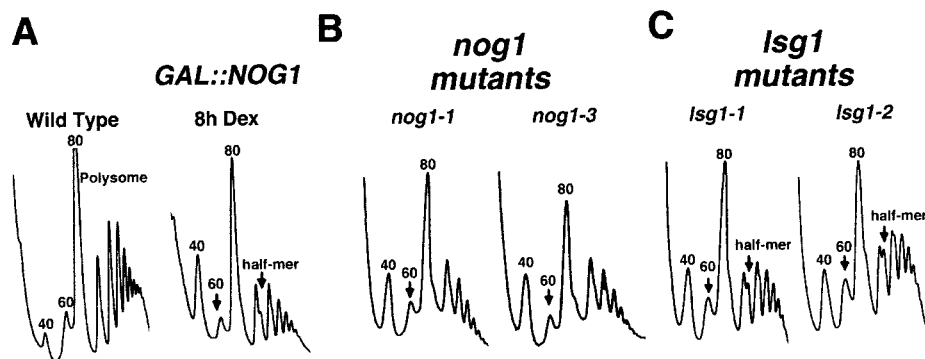 A
GAL::NOG1
Wild Type
8h Dex
80
Polysome
60
40
80
40
60
half-mer
B
nog1
mutants
nog1-1
nog1-3
80
40
60
80
40
60
C
lsg1
mutants
lsg1-1
lsg1-2
80
40
60
half-mer
80
half-mer
60
40